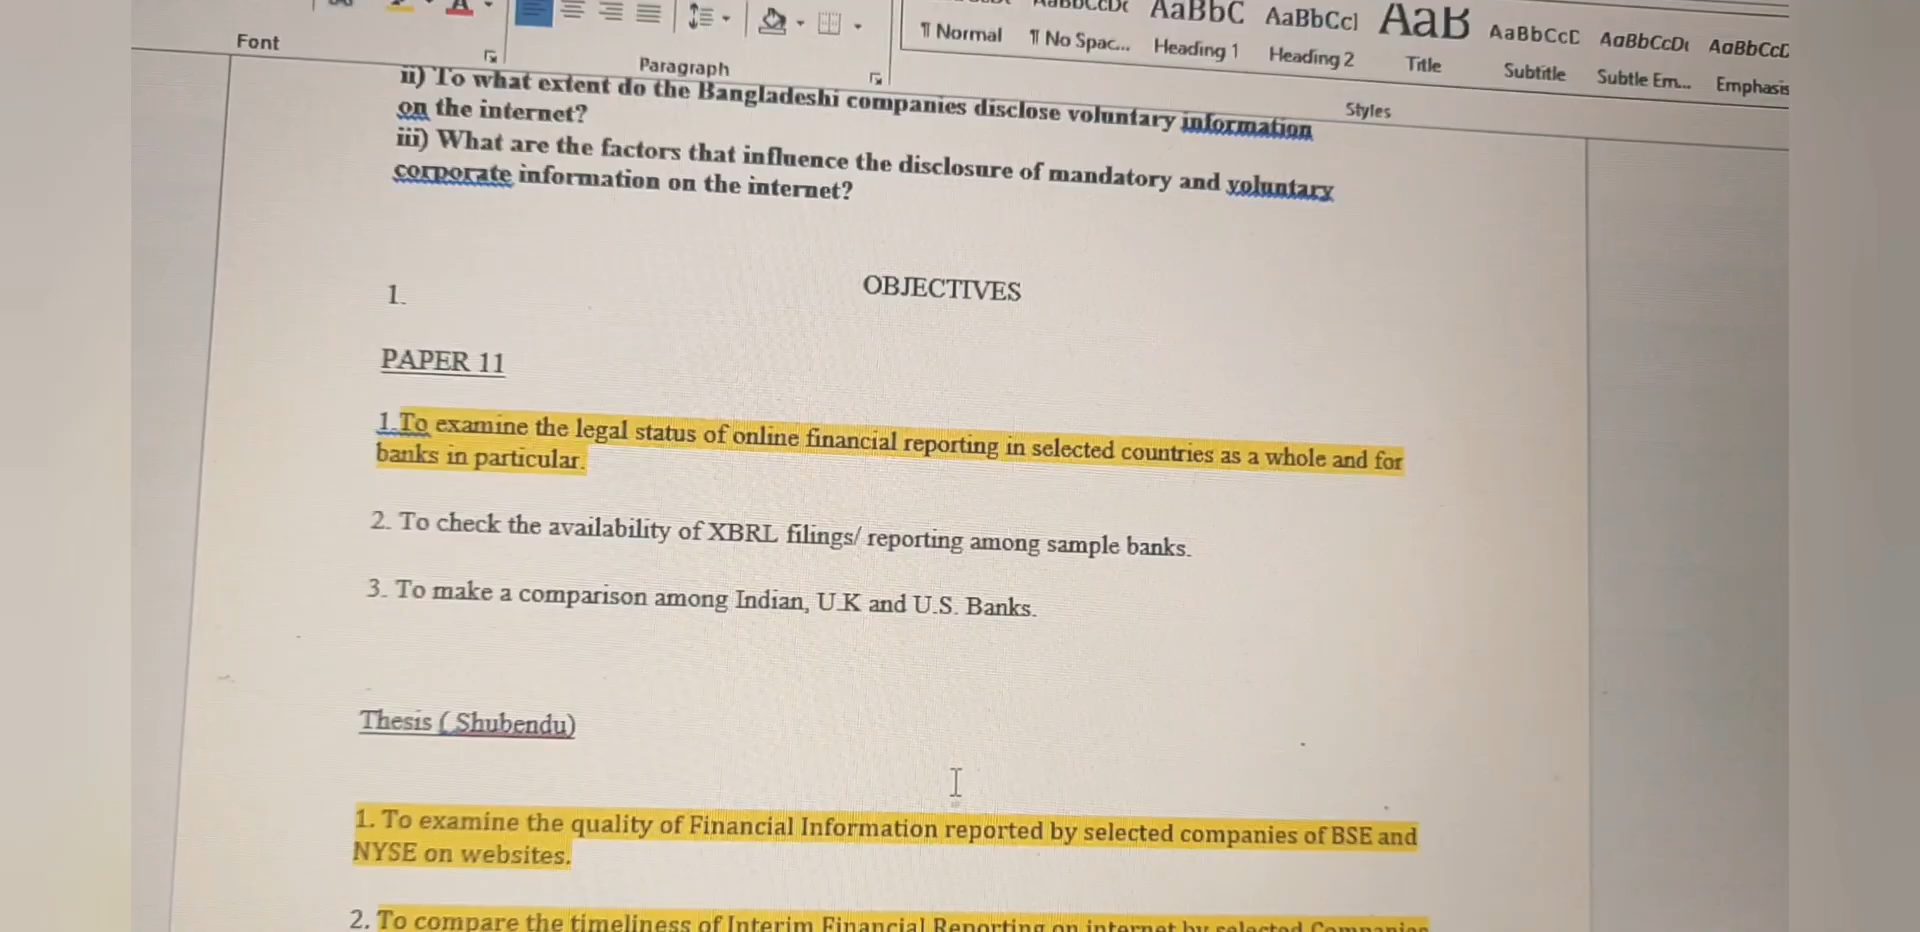 Font
Paragraph
Styles
AaBbC AaBbCcl AaB AaBbCcD AaBbCcDt AaBbCcD
¶ Normal ¶ No Spac... Heading 1 Heading 2 Title Subtitle Subtle Em... Emphasis
ii) To what extent do the Bangladeshi companies disclose voluntary information
on the internet?
iii) What are the factors that influence the disclosure of mandatory and voluntary
corporate information on the internet?
OBJECTIVES
1.
PAPER 11
1.To examine the legal status of online financial reporting in selected countries as a whole and for
banks in particular.
2. To check the availability of XBRL filings/ reporting among sample banks.
3. To make a comparison among Indian, U.K and U.S. Banks.
Thesis ( Shubendu)
1. To examine the quality of Financial Information reported by selected companies of BSE and
NYSE on websites.
2. To compare the timeliness of Interim Financial Reporting on internet by selected Companies